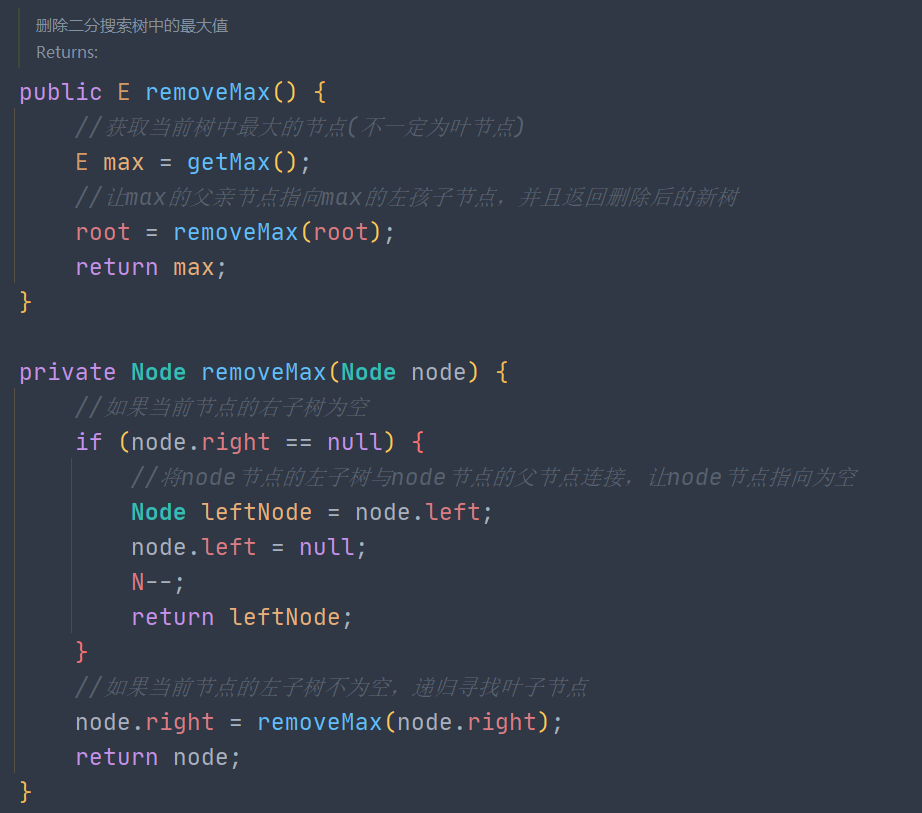 删除二分搜索树中的最大值
Returns:
public E removeMax() {
//获取当前树中最大的节点(不一定为叶节点)
E max = getMax();
//让max的父亲节点指向max的左孩子节点，并且返回删除后的新树
root = removeMax(root);
return max;
}
private Node removeMax(Node node) {
//如果当前节点的右子树为空
if (node.right == null) {
//将node节点的左子树与node节点的父节点连接，让node节点指向为空
Node leftNode = node.left;
node.left = null;
N--;
return leftNode;
}
//如果当前节点的左子树不为空，递归寻找叶子节点
node.right = removeMax(node.right);
return node;
}